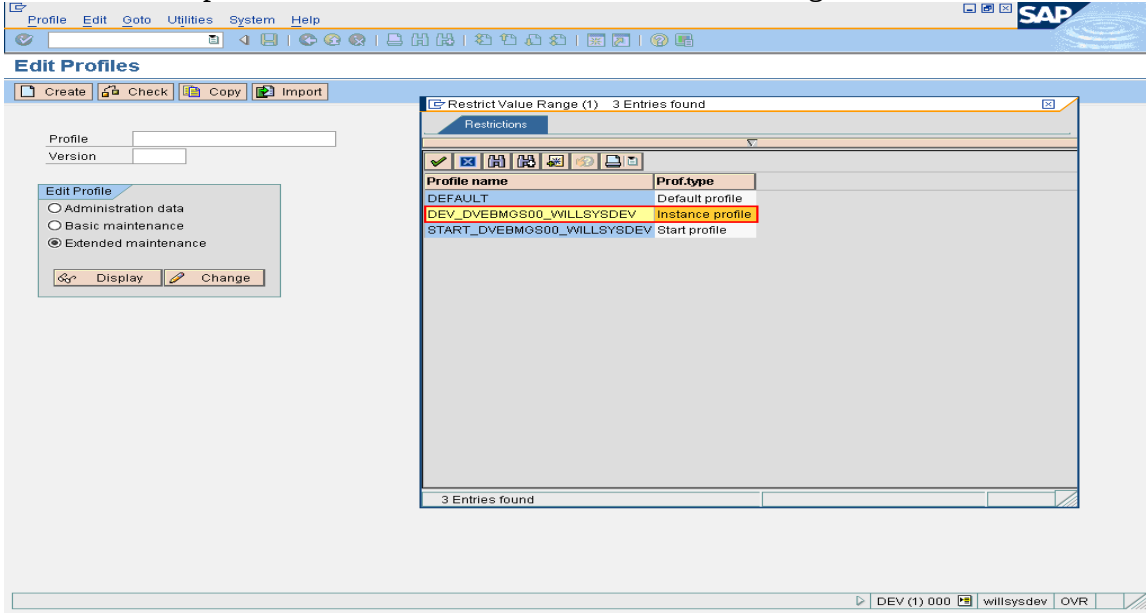 Profile Edit Goto Utilities System Help
SAP
Edit Profiles
Create Check Copy Import
Restrict Value Range (1) 3 Entries found
Restrictions
Profile
Version
Profile name Prof.type
Edit Profile
DEFAULT Default profile
Administration data
DEV_DVEBMGS00_WILLSYSDEV Instance profile
Basic maintenance
START_DVEBMGS00_WILLSYSDEV Start profile
Extended maintenance
Display Change
3 Entries found
DEV (1) 000 willsysdev OVR